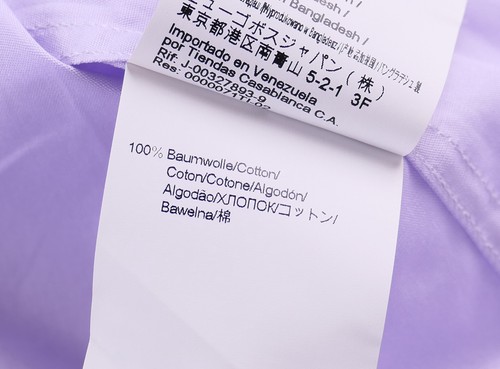 Bangladesh /
ューゴボスジャパン(株)
東京都港区南青山 5-2-1 3F
Importado en Venezuela
por Tiendas Casablanca C.A.
Rif: J-00327893-9
100% Baumwolle/Cotton/
Coton/Cotone/Algodón/
Algodão/ХЛОПОК/コットン/
Bawełna/棉